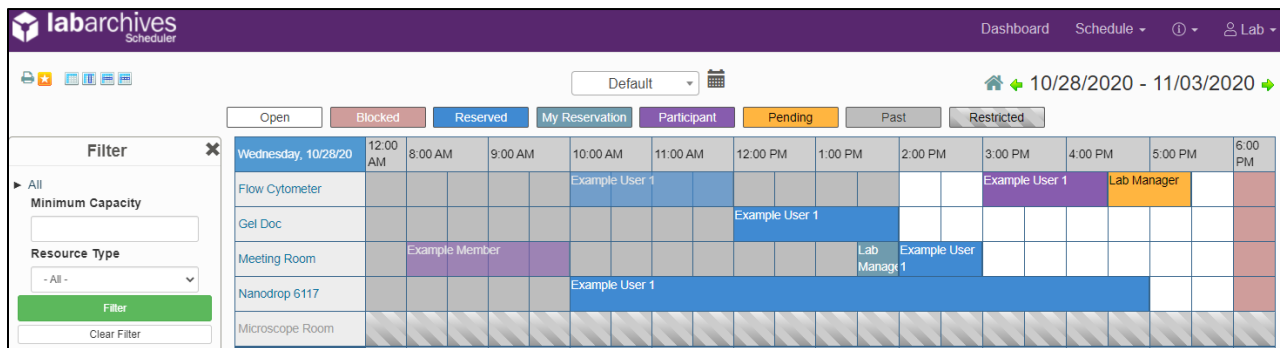 labarchives
Scheduler
Dashboard Schedule Lab
Default
10/28/2020 - 11/03/2020
Open Blocked Reserved My Reservation Participant Pending Past Restricted
Filter
All
Minimum Capacity
Resource Type
- All -
Filter
Clear Filter
Wednesday, 10/28/20 12:00 AM 8:00 AM 9:00 AM 10:00 AM 11:00 AM 12:00 PM 1:00 PM 2:00 PM 3:00 PM 4:00 PM 5:00 PM 6:00 PM
Flow Cytometer Example User 1 Example User 1 Lab Manager
Gel Doc Example User 1
Meeting Room Example Member Lab Manage Example User 1
Nanodrop 6117 Example User 1
Microscope Room